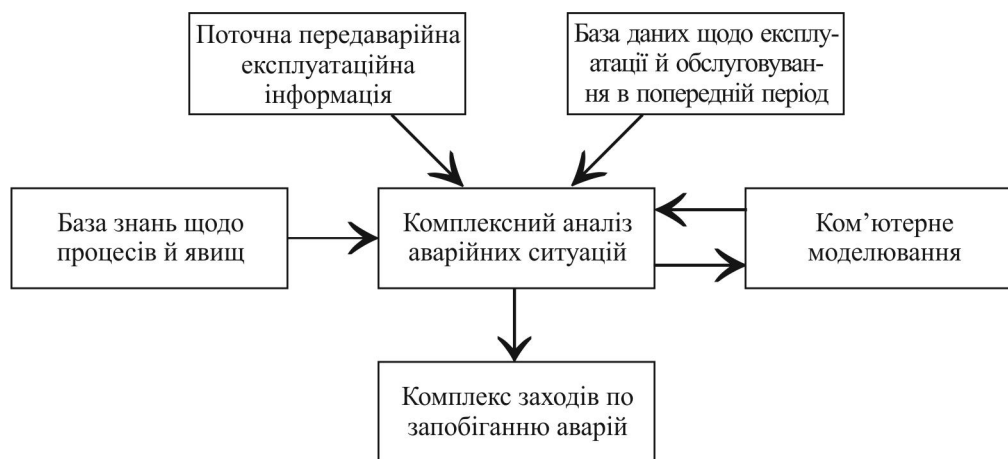 Поточна передаварійна
експлуатаційна
інформація
База даних щодо експлу-
атації й обслуговуван-
ня в попередній період
База знань щодо
процесів й явищ
Комплексний аналіз
аварійних ситуацій
Ком’ютерне
моделювання
Комплекс заходів по
запобіганню аварій